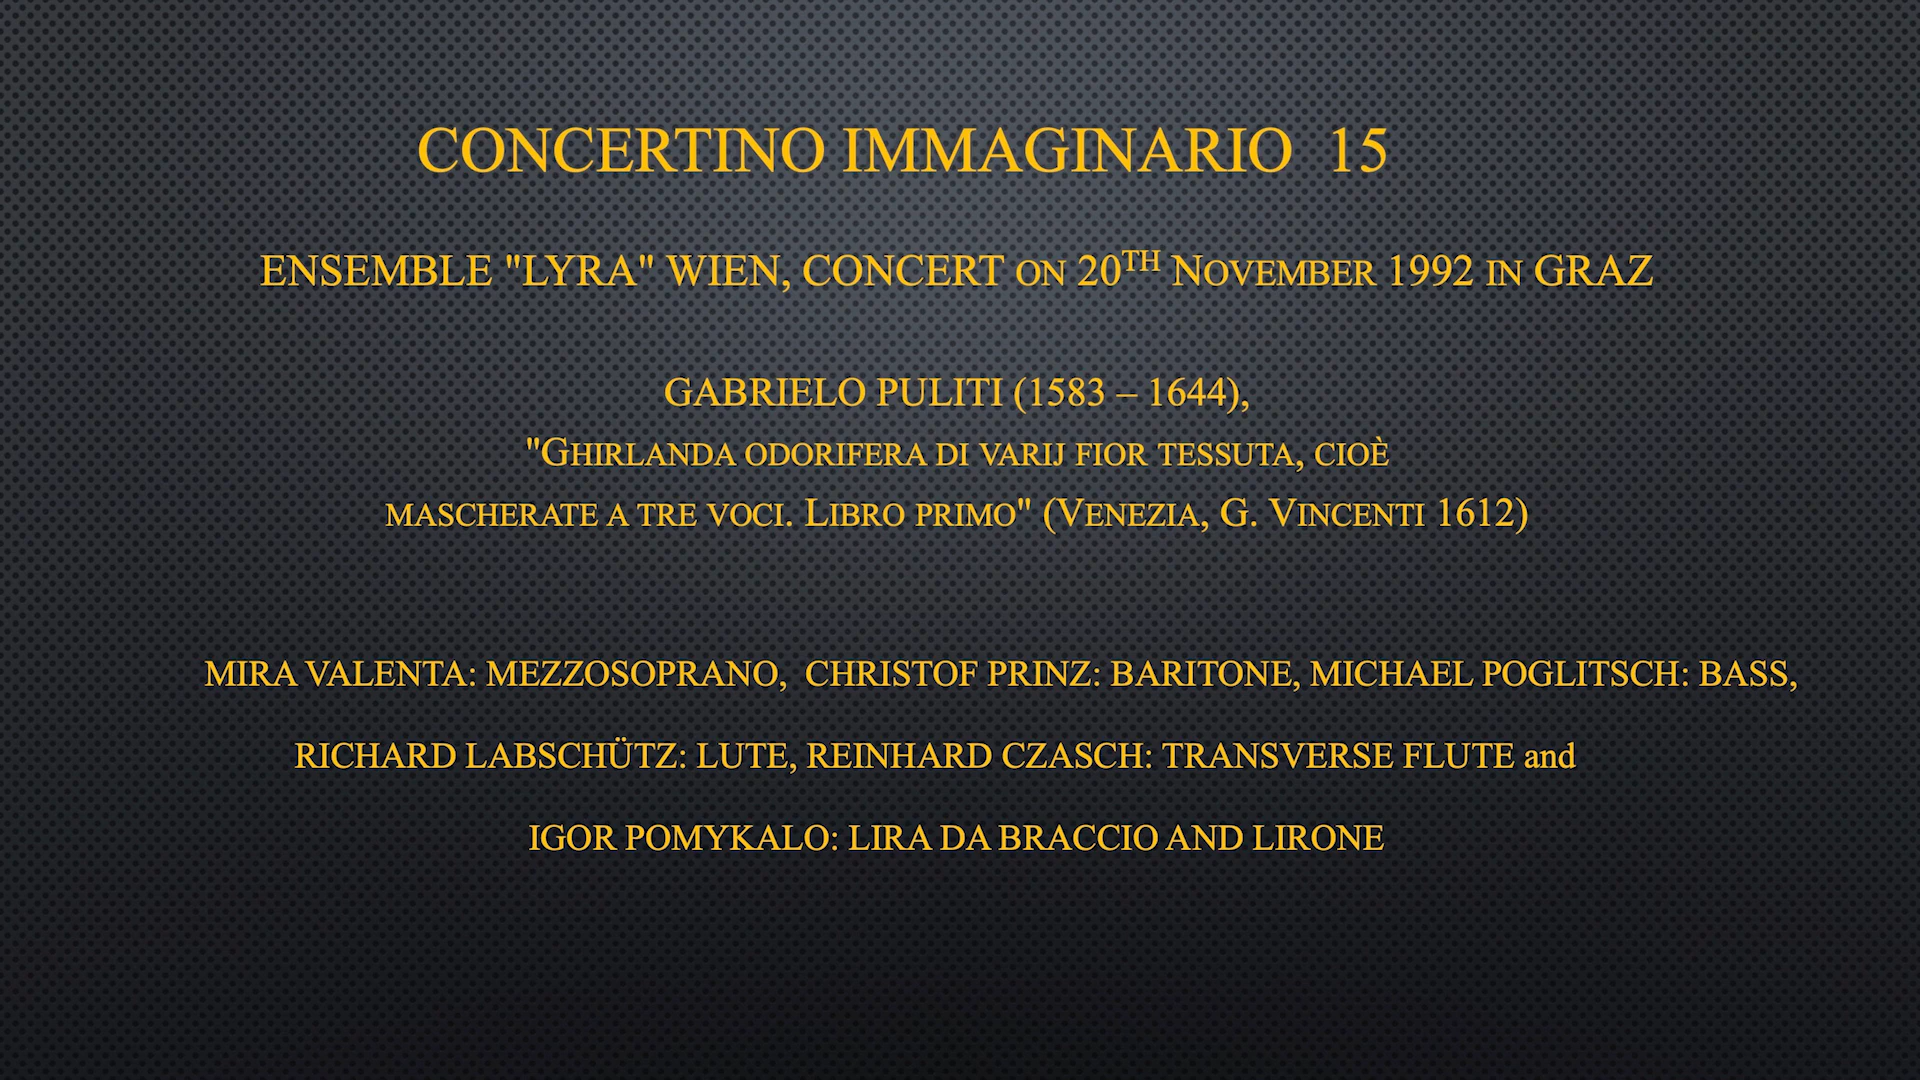 CONCERTINO IMMAGINARIO 15
ENSEMBLE "LYRA" WIEN, CONCERT ON 20TH NOVEMBER 1992 IN GRAZ
GABRIELO PULITI (1583 – 1644),
"GHIRLANDA ODORIFERA DI VARIJ FIOR TESSUTA, CIOÈ
MASCHERATE A TRE VOCI. LIBRO PRIMO" (VENEZIA, G. VINCENTI 1612)
MIRA VALENTA: MEZZOSOPRANO, CHRISTOF PRINZ: BARITONE, MICHAEL POGLITSCH: BASS,
RICHARD LABSCHÜTZ: LUTE, REINHARD CZASCH: TRANSVERSE FLUTE and
IGOR POMYKALO: LIRA DA BRACCIO AND LIRONE